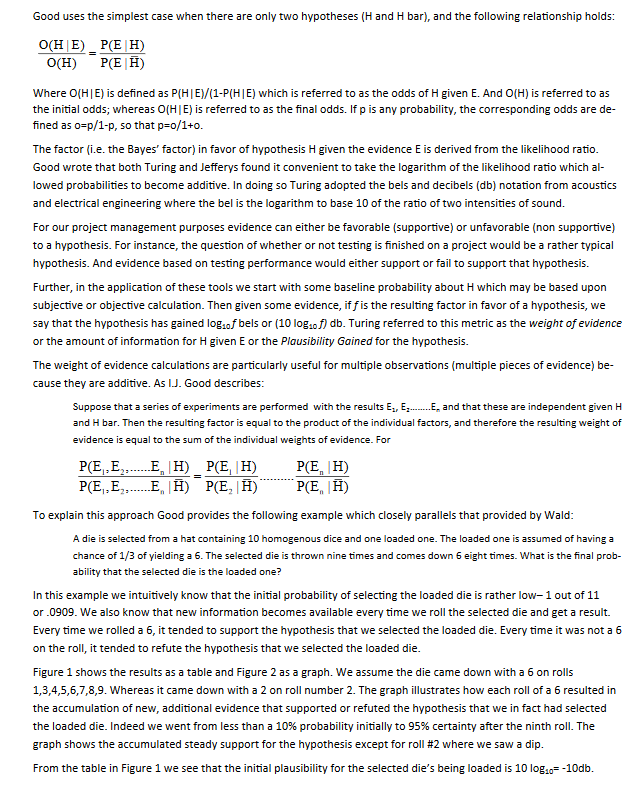 Good uses the simplest case when there are only two hypotheses (H and H bar), and the following relationship holds:
O(H|E) = P(E|H)
O(H) P(E|H̄)
Where O(H|E) is defined as P(H|E)/(1-P(H|E) which is referred to as the odds of H given E. And O(H) is referred to as
the initial odds; whereas O(H|E) is referred to as the final odds. If p is any probability, the corresponding odds are de-
fined as o=p/1-p, so that p=o/1+o.
The factor (i.e. the Bayes' factor) in favor of hypothesis H given the evidence E is derived from the likelihood ratio.
Good wrote that both Turing and Jefferys found it convenient to take the logarithm of the likelihood ratio which al-
lowed probabilities to become additive. In doing so Turing adopted the bels and decibels (db) notation from acoustics
and electrical engineering where the bel is the logarithm to base 10 of the ratio of two intensities of sound.
For our project management purposes evidence can either be favorable (supportive) or unfavorable (non supportive)
to a hypothesis. For instance, the question of whether or not testing is finished on a project would be a rather typical
hypothesis. And evidence based on testing performance would either support or fail to support that hypothesis.
Further, in the application of these tools we start with some baseline probability about H which may be based upon
subjective or objective calculation. Then given some evidence, if f is the resulting factor in favor of a hypothesis, we
say that the hypothesis has gained log₁₀f bels or (10 log₁₀ f) db. Turing referred to this metric as the weight of evidence
or the amount of information for H given E or the Plausibility Gained for the hypothesis.
The weight of evidence calculations are particularly useful for multiple observations (multiple pieces of evidence) be-
cause they are additive. As I.J. Good describes:
Suppose that a series of experiments are performed with the results E₁, E₂........Eₙ and that these are independent given H
and H bar. Then the resulting factor is equal to the product of the individual factors, and therefore the resulting weight of
evidence is equal to the sum of the individual weights of evidence. For
P(E₁,E₂,......Eₙ|H) = P(E₁|H) .......... P(Eₙ|H)
P(E₁,E₂,......Eₙ|H̄) P(E₂|H̄) P(Eₙ|H̄)
To explain this approach Good provides the following example which closely parallels that provided by Wald:
A die is selected from a hat containing 10 homogenous dice and one loaded one. The loaded one is assumed of having a
chance of 1/3 of yielding a 6. The selected die is thrown nine times and comes down 6 eight times. What is the final prob-
ability that the selected die is the loaded one?
In this example we intuitively know that the initial probability of selecting the loaded die is rather low– 1 out of 11
or .0909. We also know that new information becomes available every time we roll the selected die and get a result.
Every time we rolled a 6, it tended to support the hypothesis that we selected the loaded die. Every time it was not a 6
on the roll, it tended to refute the hypothesis that we selected the loaded die.
Figure 1 shows the results as a table and Figure 2 as a graph. We assume the die came down with a 6 on rolls
1,3,4,5,6,7,8,9. Whereas it came down with a 2 on roll number 2. The graph illustrates how each roll of a 6 resulted in
the accumulation of new, additional evidence that supported or refuted the hypothesis that we in fact had selected
the loaded die. Indeed we went from less than a 10% probability initially to 95% certainty after the ninth roll. The
graph shows the accumulated steady support for the hypothesis except for roll #2 where we saw a dip.
From the table in Figure 1 we see that the initial plausibility for the selected die's being loaded is 10 log₁₀= -10db.